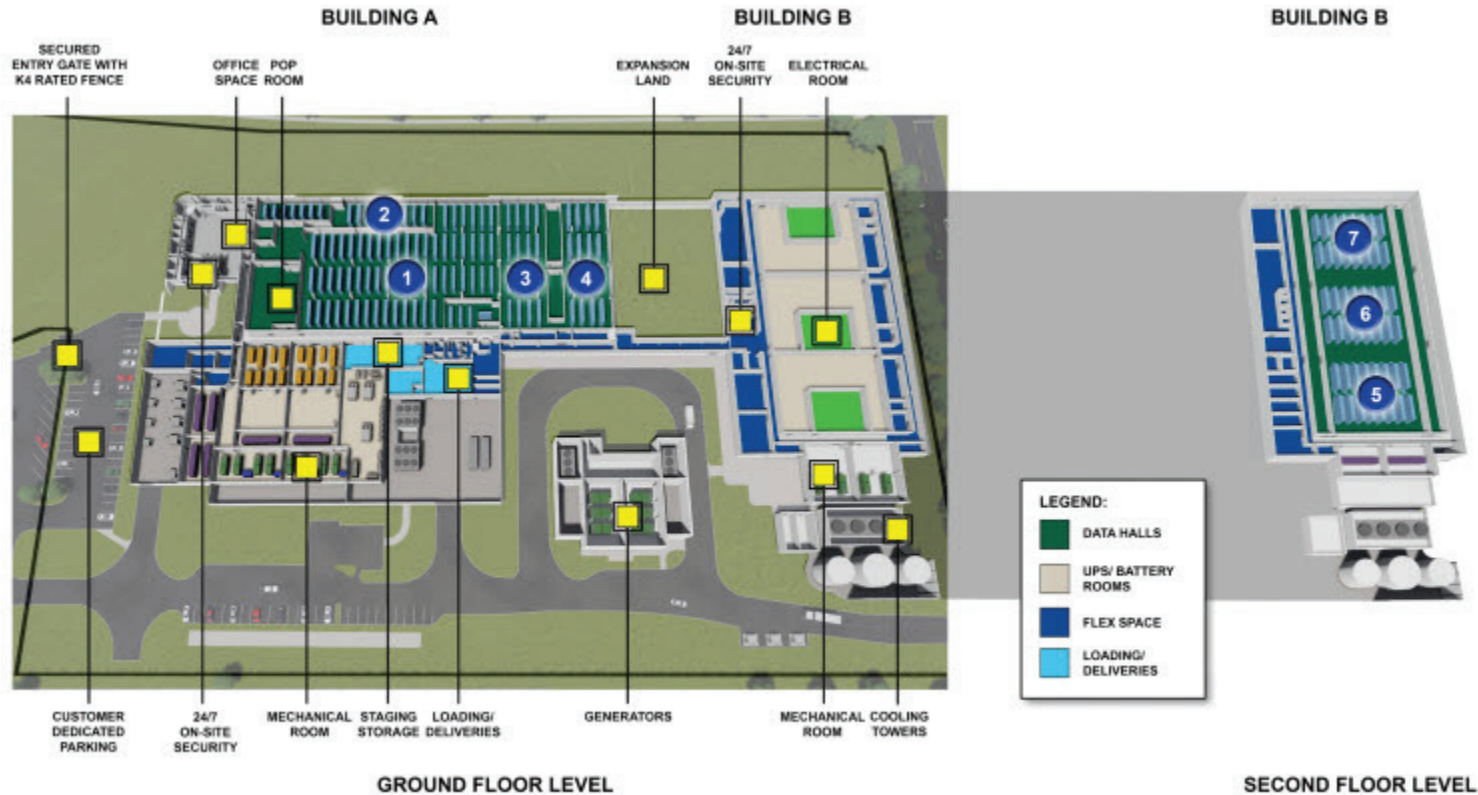 BUILDING A
BUILDING B
BUILDING B
SECURED
ENTRY GATE WITH
K4 RATED FENCE
OFFICE
SPACE
POP
ROOM
EXPANSION
LAND
24/7
ON-SITE
SECURITY
ELECTRICAL
ROOM
2
1
3
4
7
6
5
LEGEND:
DATA HALLS
UPS/ BATTERY
ROOMS
FLEX SPACE
LOADING/
DELIVERIES
CUSTOMER
DEDICATED
PARKING
24/7
ON-SITE
SECURITY
MECHANICAL
ROOM
STAGING
STORAGE
LOADING/
DELIVERIES
GENERATORS
MECHANICAL
ROOM
COOLING
TOWERS
GROUND FLOOR LEVEL
SECOND FLOOR LEVEL